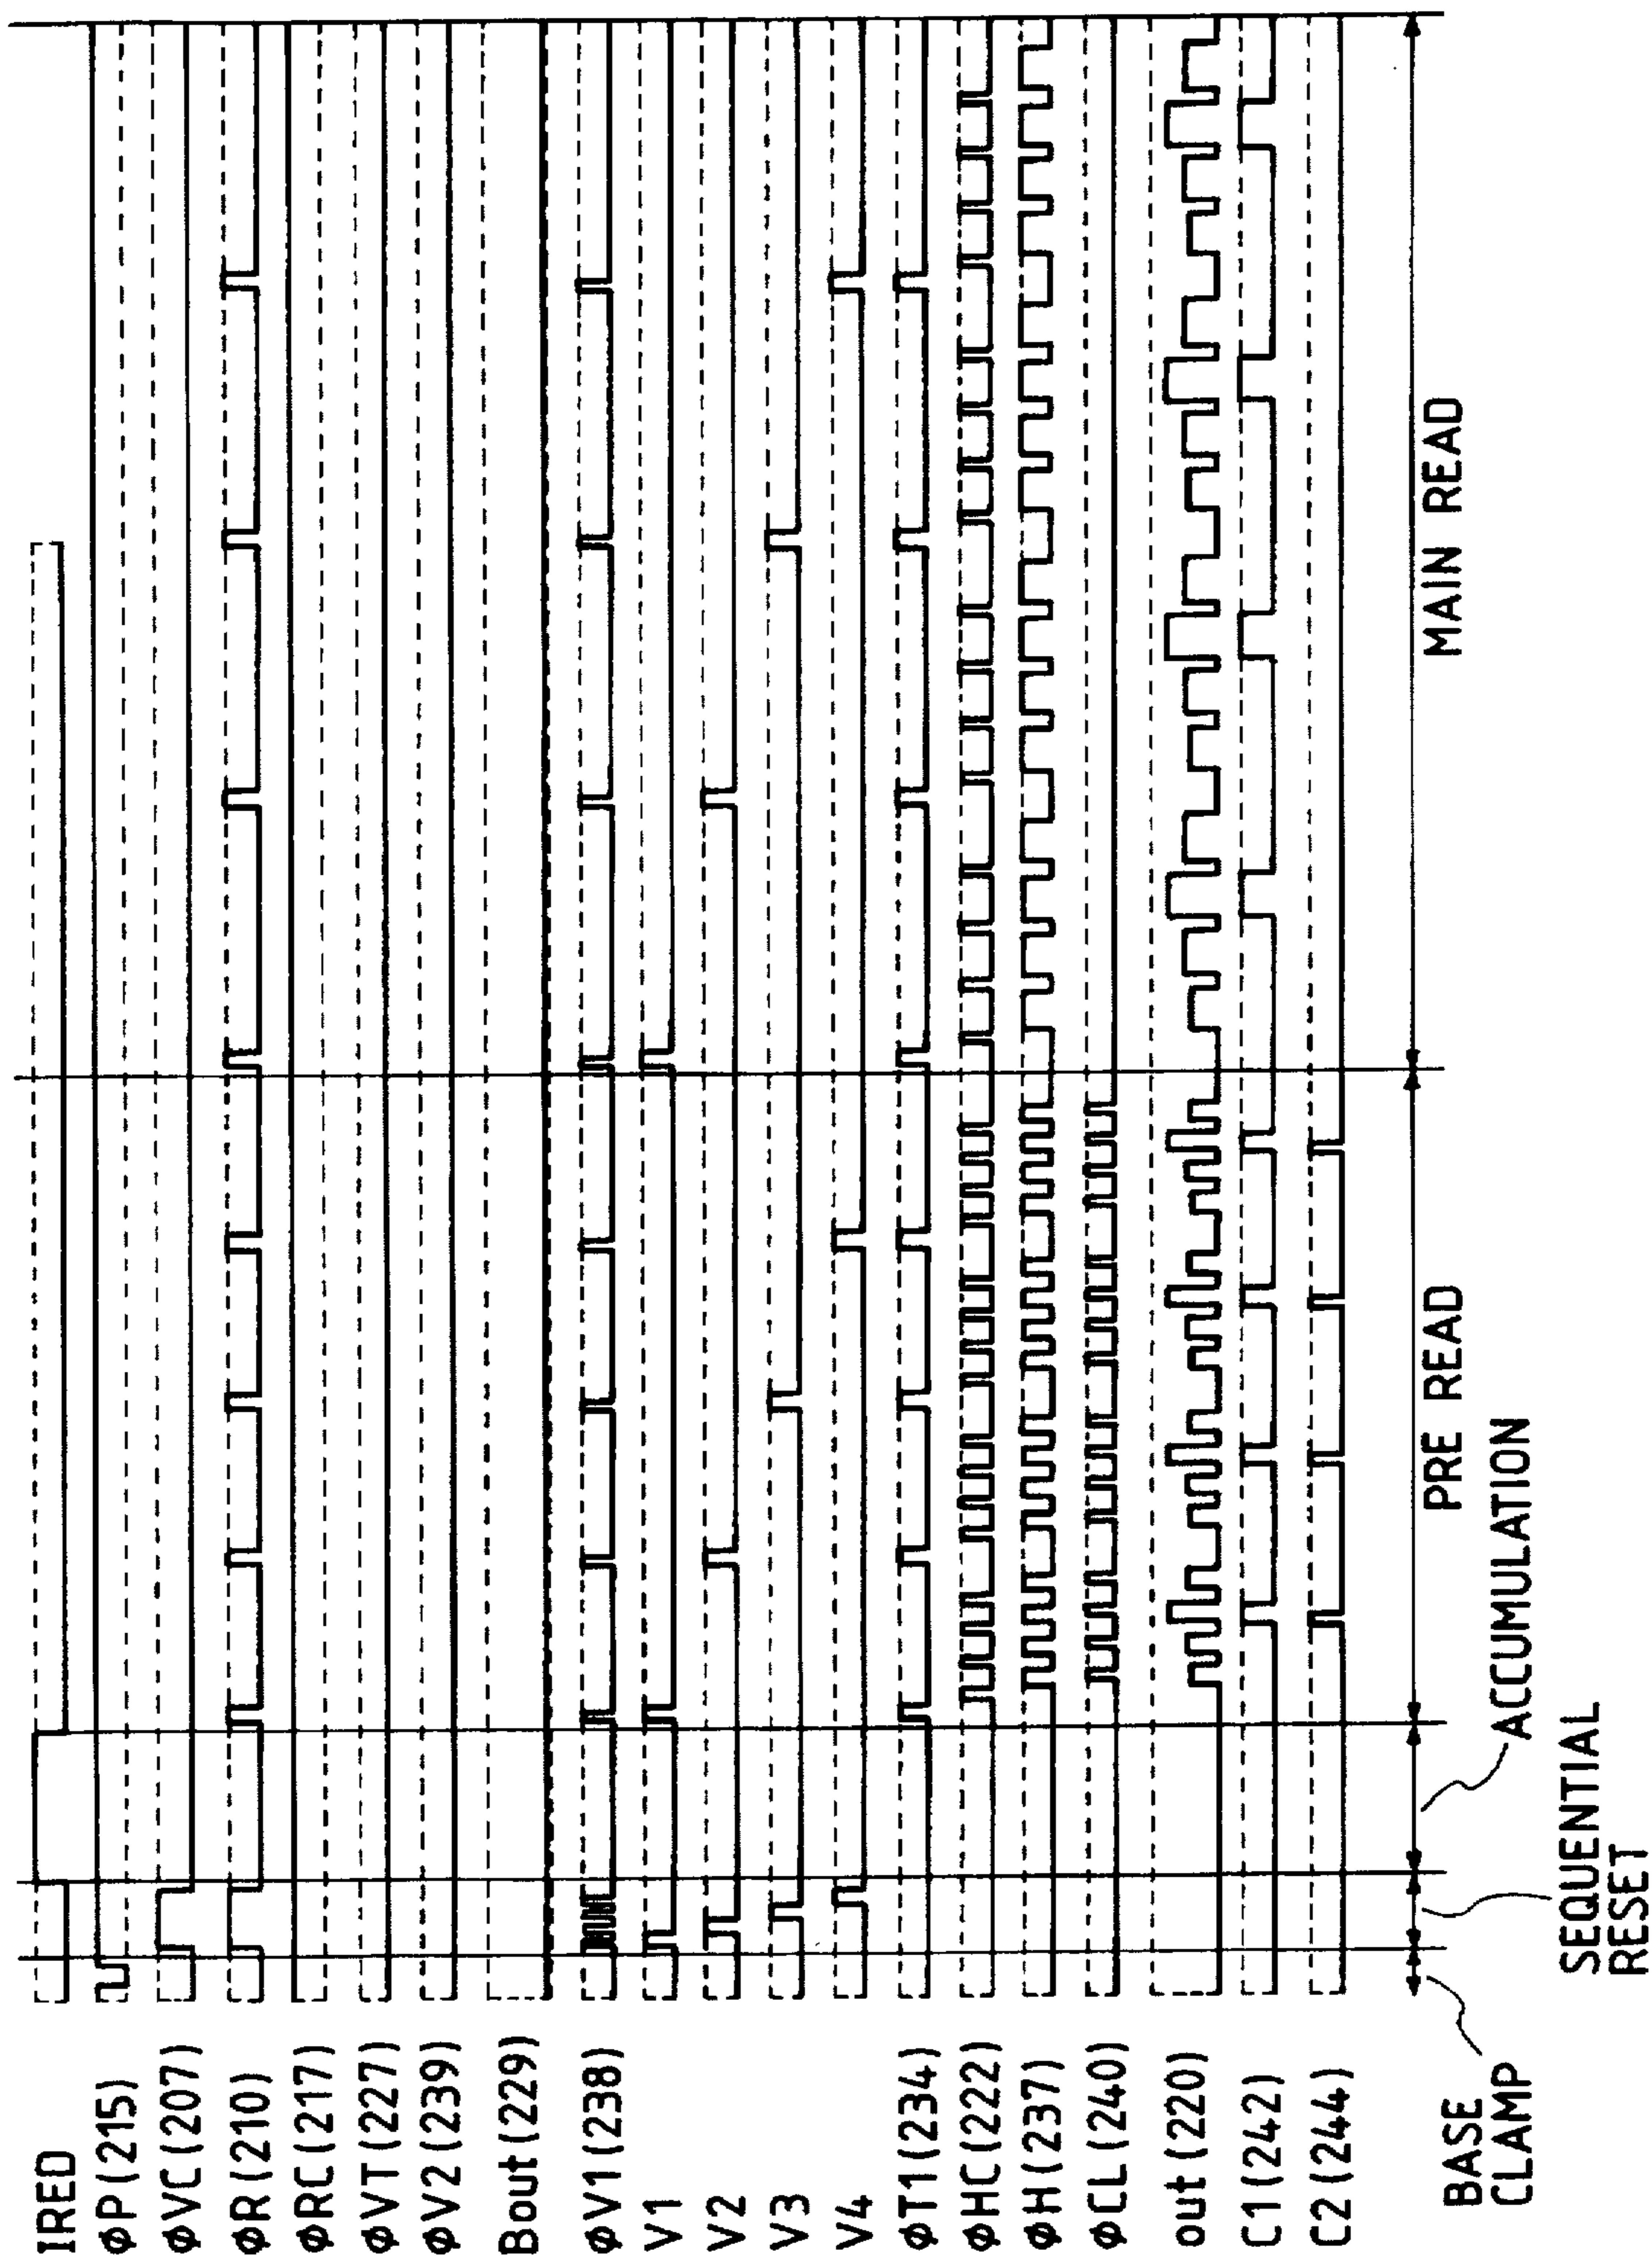 IRED
ΦP(215)
ΦVC(207)
ΦR(210)
ΦRC(217)
ΦVT(227)
ΦV2(239)
Bout(229)
ΦV1(238)
V1
V2
V3
V4
ΦT1(234)
ΦHC(222)
ΦH(237)
ΦCL(240)
out(220)
C1(242)
C2(244)
BASE
CLAMP
SEQUENTIAL
RESET
ACCUMULATION
PRE READ
MAIN READ